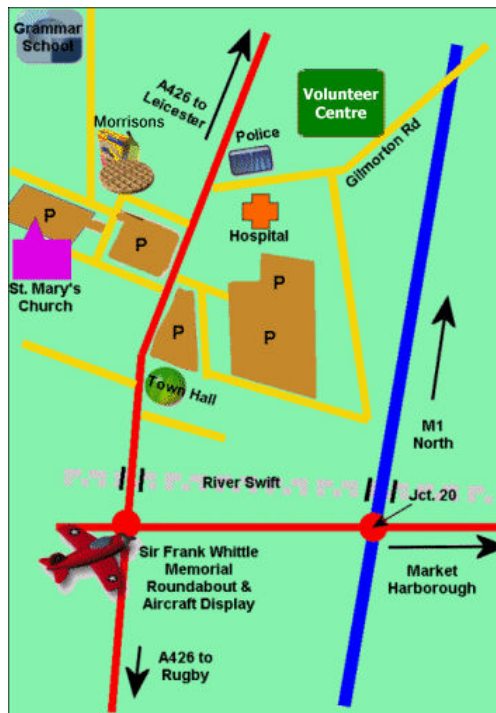 Grammar
School
A426 to
Leicester
Volunteer
Centre
Morrisons
Police
Gilmorton Rd
P
P
Hospital
St. Mary's
Church
P
P
P
Town Hall
M1
North
River Swift
Jct. 20
Sir Frank Whittle
Memorial
Roundabout &
Aircraft Display
Market
Harborough
A426 to
Rugby